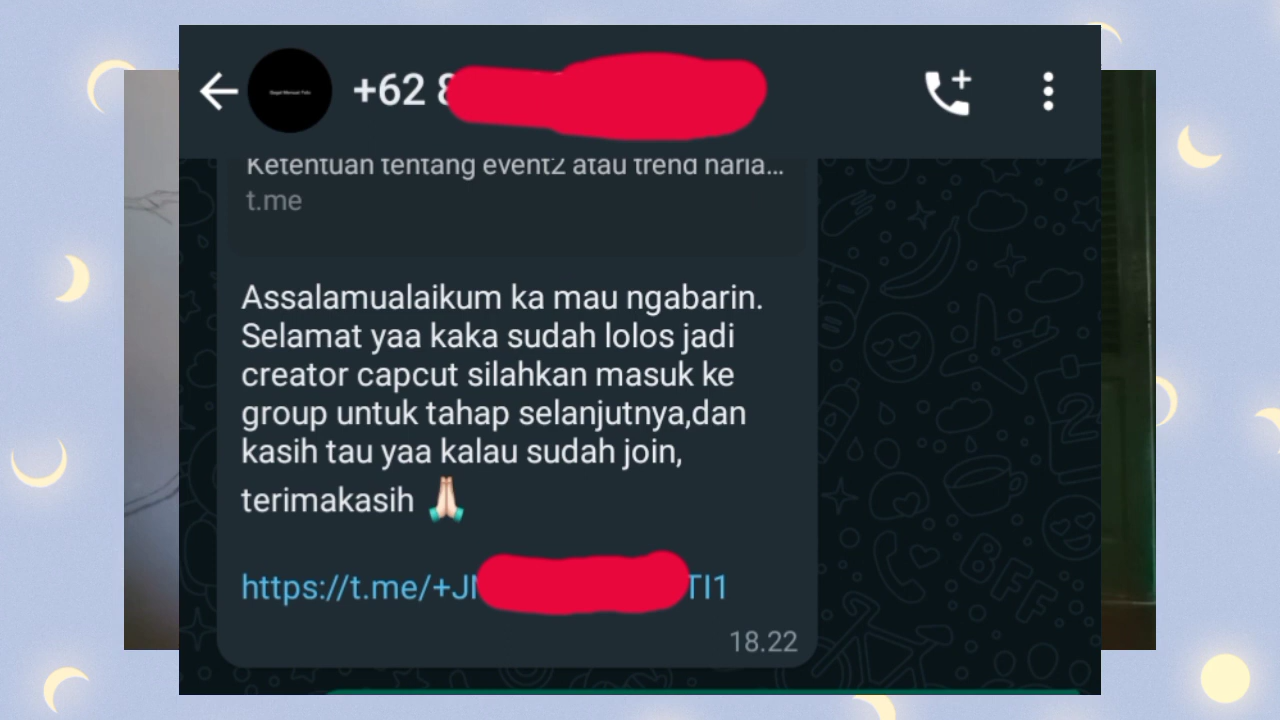 +62 8
Ketentuan tentang event2 atau trend haria...
t.me
Assalamualaikum ka mau ngabarin.
Selamat yaa kaka sudah lolos jadi
creator capcut silahkan masuk ke
group untuk tahap selanjutnya,dan
kasih tau yaa kalau sudah join,
terimakasih 🙏🏻
https://t.me/+J TI1
18.22